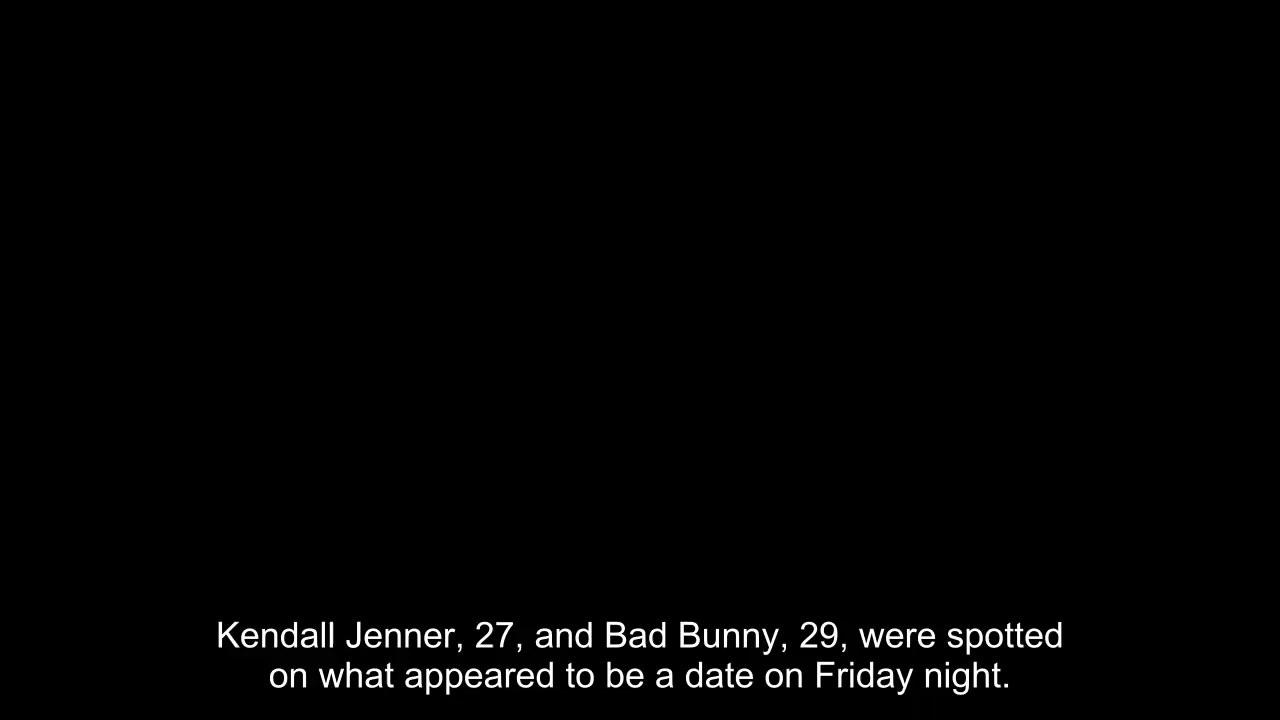 Kendall Jenner, 27, and Bad Bunny, 29, were spotted
on what appeared to be a date on Friday night.